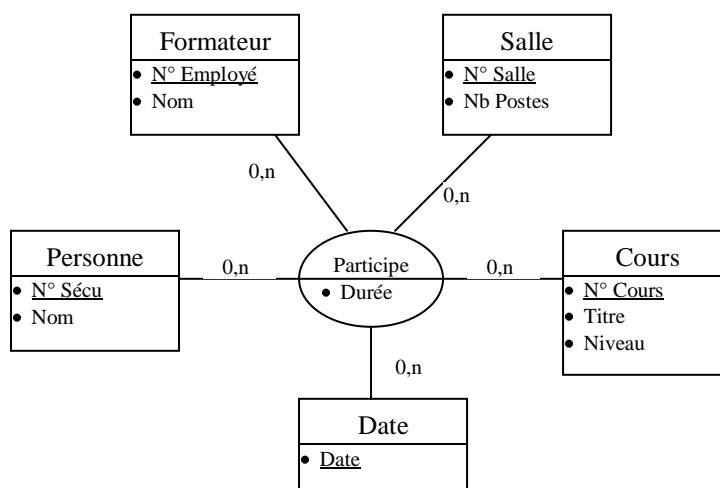 Formateur
N° Employé
Nom
Salle
N° Salle
Nb Postes
0,n
0,n
Personne
N° Sécu
Nom
0,n
Participe
Durée
0,n
Cours
N° Cours
Titre
Niveau
0,n
Date
Date